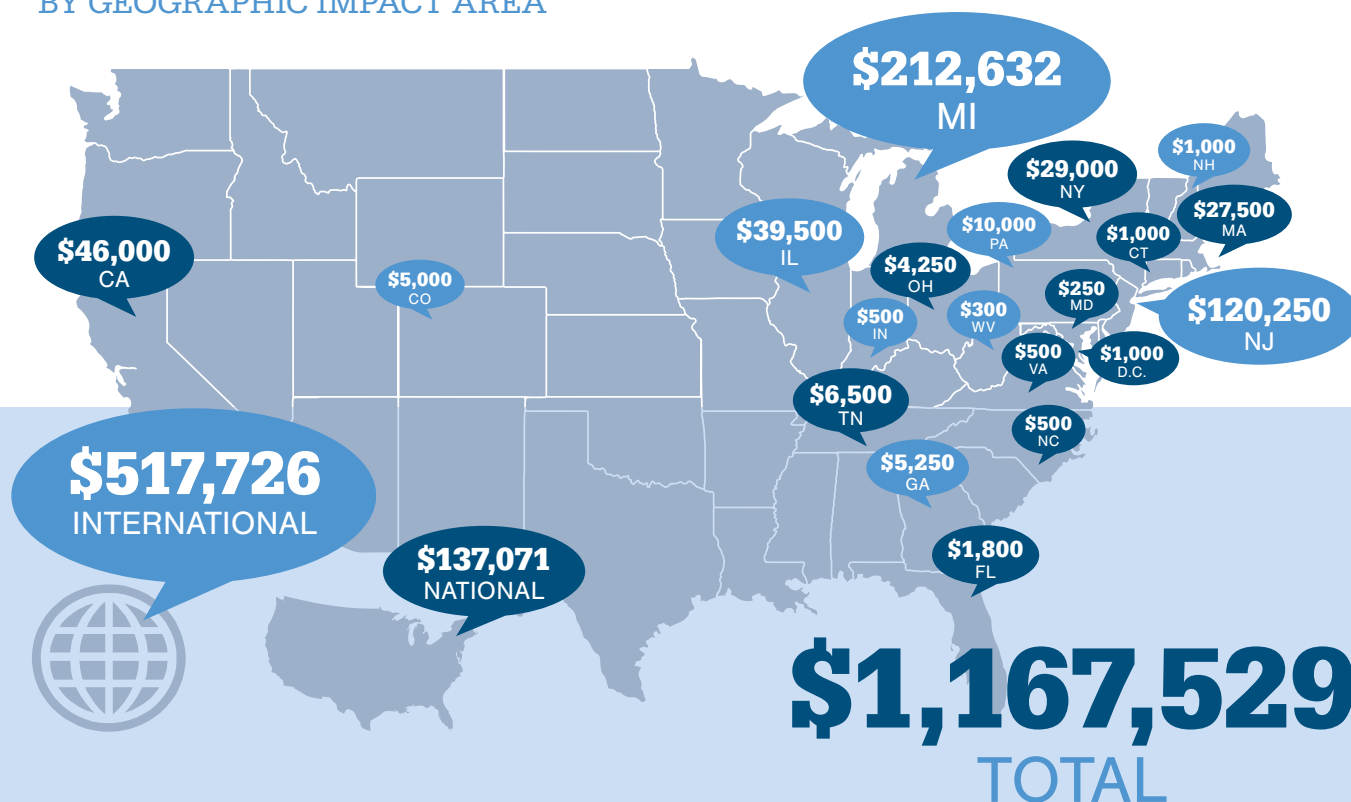 BY GEOGRAPHIC IMPACT AREA
$212,632
MI
$1,000
NH
$29,000
NY
$27,500
MA
$10,000
PA
$1,000
CT
$39,500
IL
$46,000
CA
$4,250
OH
$5,000
CO
$250
MD
$120,250
NJ
$500
IN
$300
WV
$500
VA
$1,000
D.C.
$6,500
TN
$500
NC
$5,250
GA
$517,726
INTERNATIONAL
$137,071
NATIONAL
$1,800
FL
$1,167,529
TOTAL